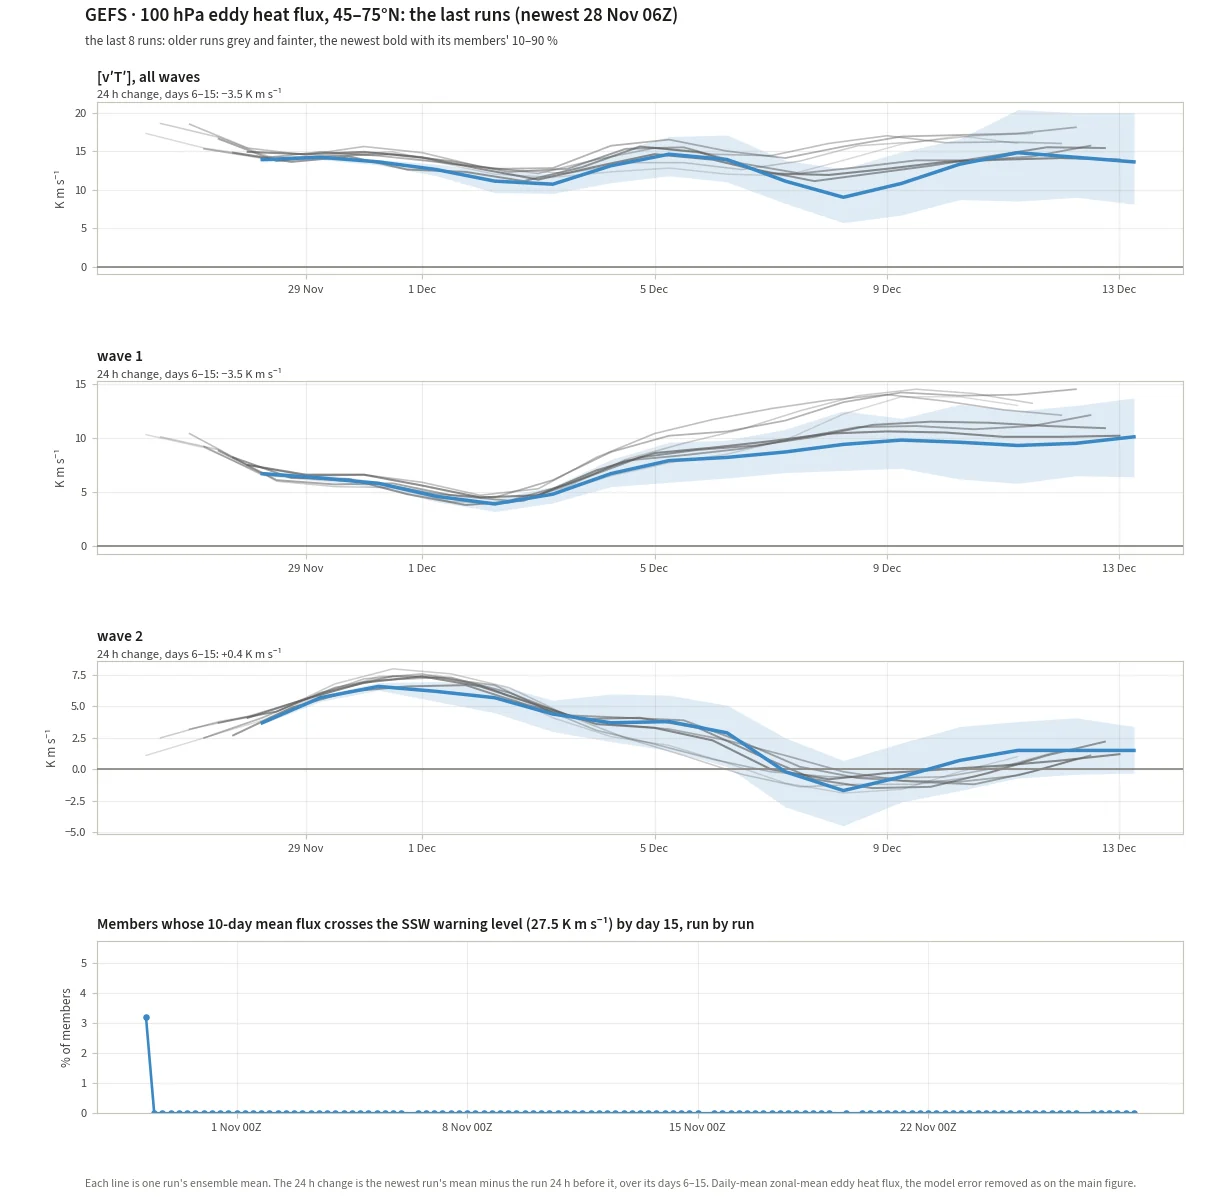 GEFS · 100 hPa eddy heat flux, 45–75°N: the last runs (newest 28 Nov 06Z)
the last 8 runs: older runs grey and fainter, the newest bold with its members' 10–90 %
[v′T′], all waves
24 h change, days 6–15: −3.5 K m s⁻¹
20
15
10
5
0
K m s⁻¹
29 Nov
1 Dec
5 Dec
9 Dec
13 Dec
wave 1
24 h change, days 6–15: −3.5 K m s⁻¹
15
10
5
0
K m s⁻¹
29 Nov
1 Dec
5 Dec
9 Dec
13 Dec
wave 2
24 h change, days 6–15: +0.4 K m s⁻¹
7.5
5.0
2.5
0.0
−2.5
−5.0
K m s⁻¹
29 Nov
1 Dec
5 Dec
9 Dec
13 Dec
Members whose 10-day mean flux crosses the SSW warning level (27.5 K m s⁻¹) by day 15, run by run
5
4
3
2
1
0
% of members
1 Nov 00Z
8 Nov 00Z
15 Nov 00Z
22 Nov 00Z
Each line is one run's ensemble mean. The 24 h change is the newest run's mean minus the run 24 h before it, over its days 6–15. Daily-mean zonal-mean eddy heat flux, the model error removed as on the main figure.